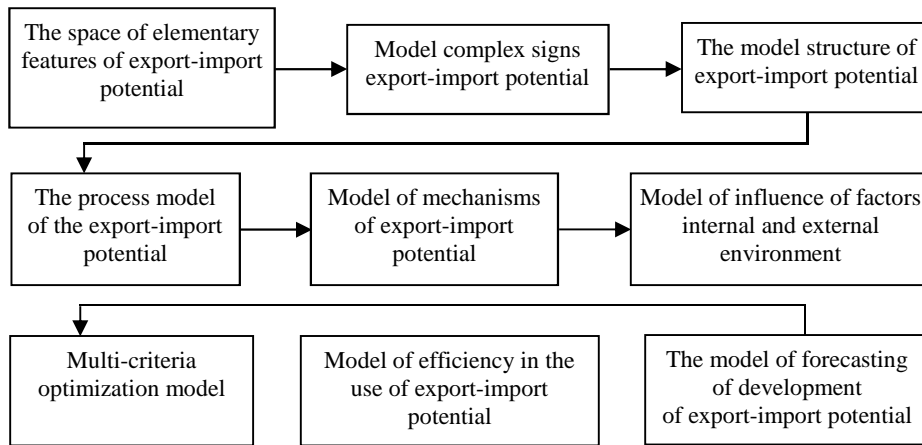 The space of elementary
features of export-import
potential
Model complex signs
export-import potential
The model structure of
export-import potential
The process model
of the export-import
potential
Model of mechanisms
of export-import
potential
Model of influence of factors
internal and external
environment
Multi-criteria
optimization model
Model of efficiency in the
use of export-import
potential
The model of forecasting
of development
of export-import potential